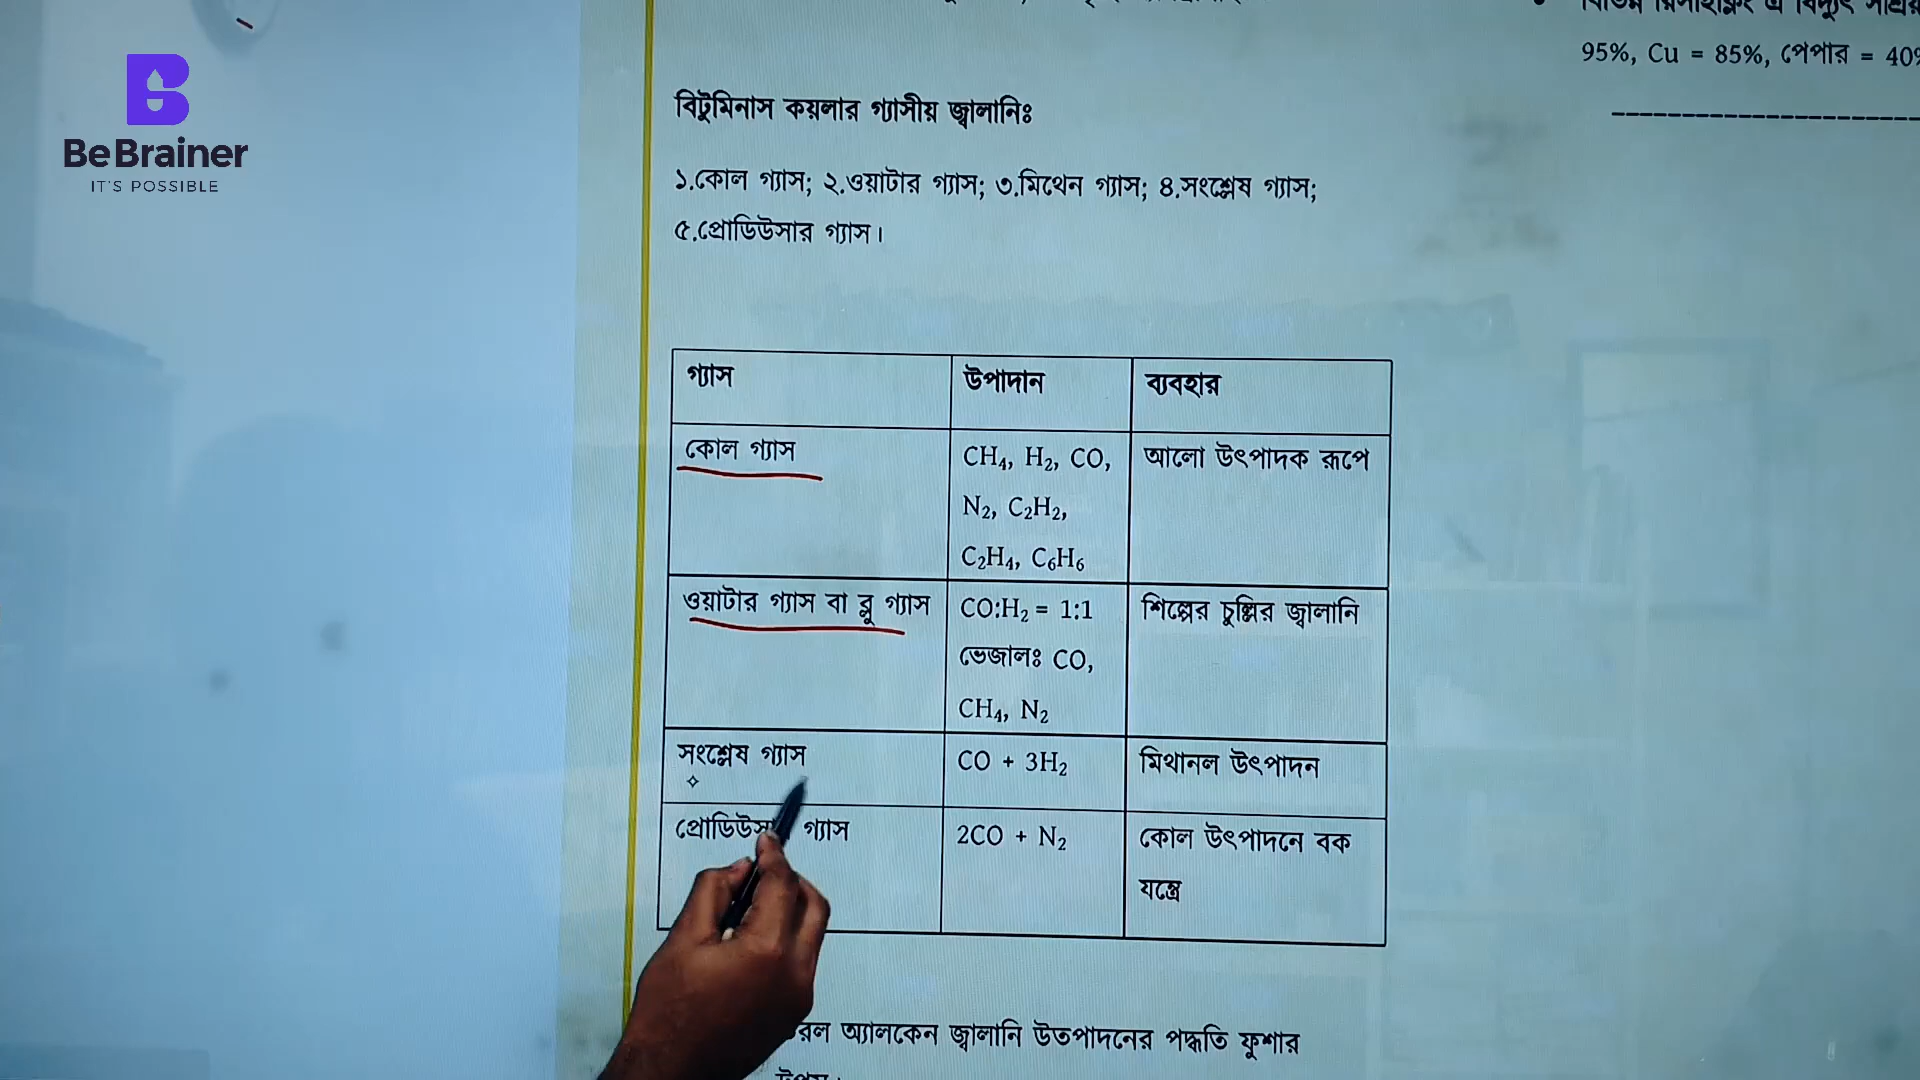 BeBrainer
IT'S POSSIBLE
95%, Cu = 85%, পেপার = 40%
বিটুমিনাস কয়লার গ্যাসীয় জ্বালানিঃ
১.কোল গ্যাস; ২.ওয়াটার গ্যাস; ৩.মিথেন গ্যাস; ৪.সংশ্লেষ গ্যাস;
৫.প্রোডিউসার গ্যাস।
গ্যাস উপাদান ব্যবহার
কোল গ্যাস CH₄, H₂, CO, আলো উৎপাদক রূপে
N₂, C₂H₂,
C₂H₄, C₆H₆
ওয়াটার গ্যাস বা ব্লু গ্যাস CO:H₂ = 1:1 শিল্পের চুল্লির জ্বালানি
ভেজালঃ CO,
CH₄, N₂
সংশ্লেষ গ্যাস CO + 3H₂ মিথানল উৎপাদন
গ্যাস 2CO + N₂ কোল উৎপাদনে বক
যন্ত্রে
অ্যালকেন জ্বালানি উতপাদনের পদ্ধতি ফুশার